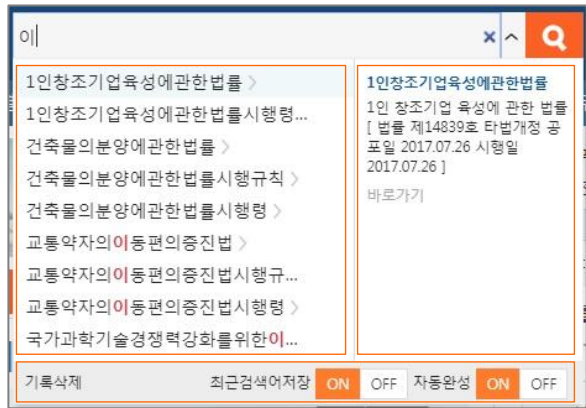 이
1인창조기업육성에관한법률
1인창조기업육성에관한법률시행령...
건축물의분양에관한법률
건축물의분양에관한법률시행규칙
건축물의분양에관한법률시행령
교통약자의이동편의증진법
교통약자의이동편의증진법시행규...
교통약자의이동편의증진법시행령
국가과학기술경쟁력강화를위한이...
1인창조기업육성에관한법률
1인 창조기업 육성에 관한 법률
[ 법률 제14839호 타법개정 공
포일 2017.07.26 시행일
2017.07.26 ]
바로가기
기록삭제 최근검색어저장 ON OFF 자동완성 ON OFF